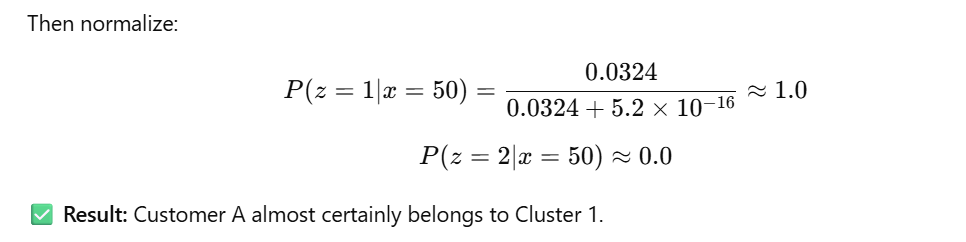 Then normalize:
P(z = 1|x = 50) = 0.0324 / (0.0324 + 5.2 × 10⁻¹⁶) ≈ 1.0
P(z = 2|x = 50) ≈ 0.0
✅ Result: Customer A almost certainly belongs to Cluster 1.